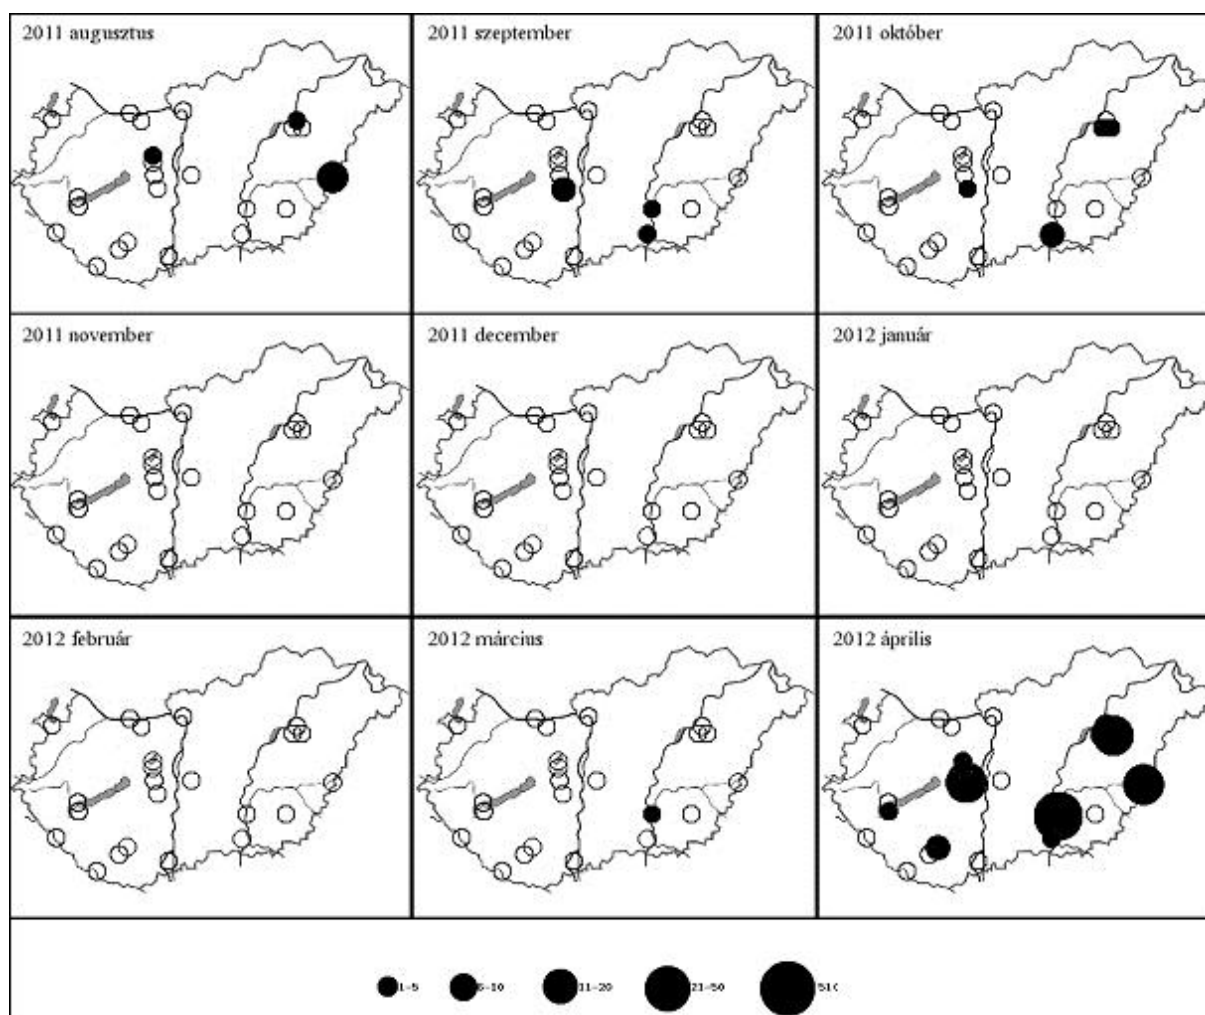 2011 augusztus
2011 szeptember
2011 október
2011 november
2011 december
2012 január
2012 február
2012 március
2012 április
1-5
6-10
11-20
21-50